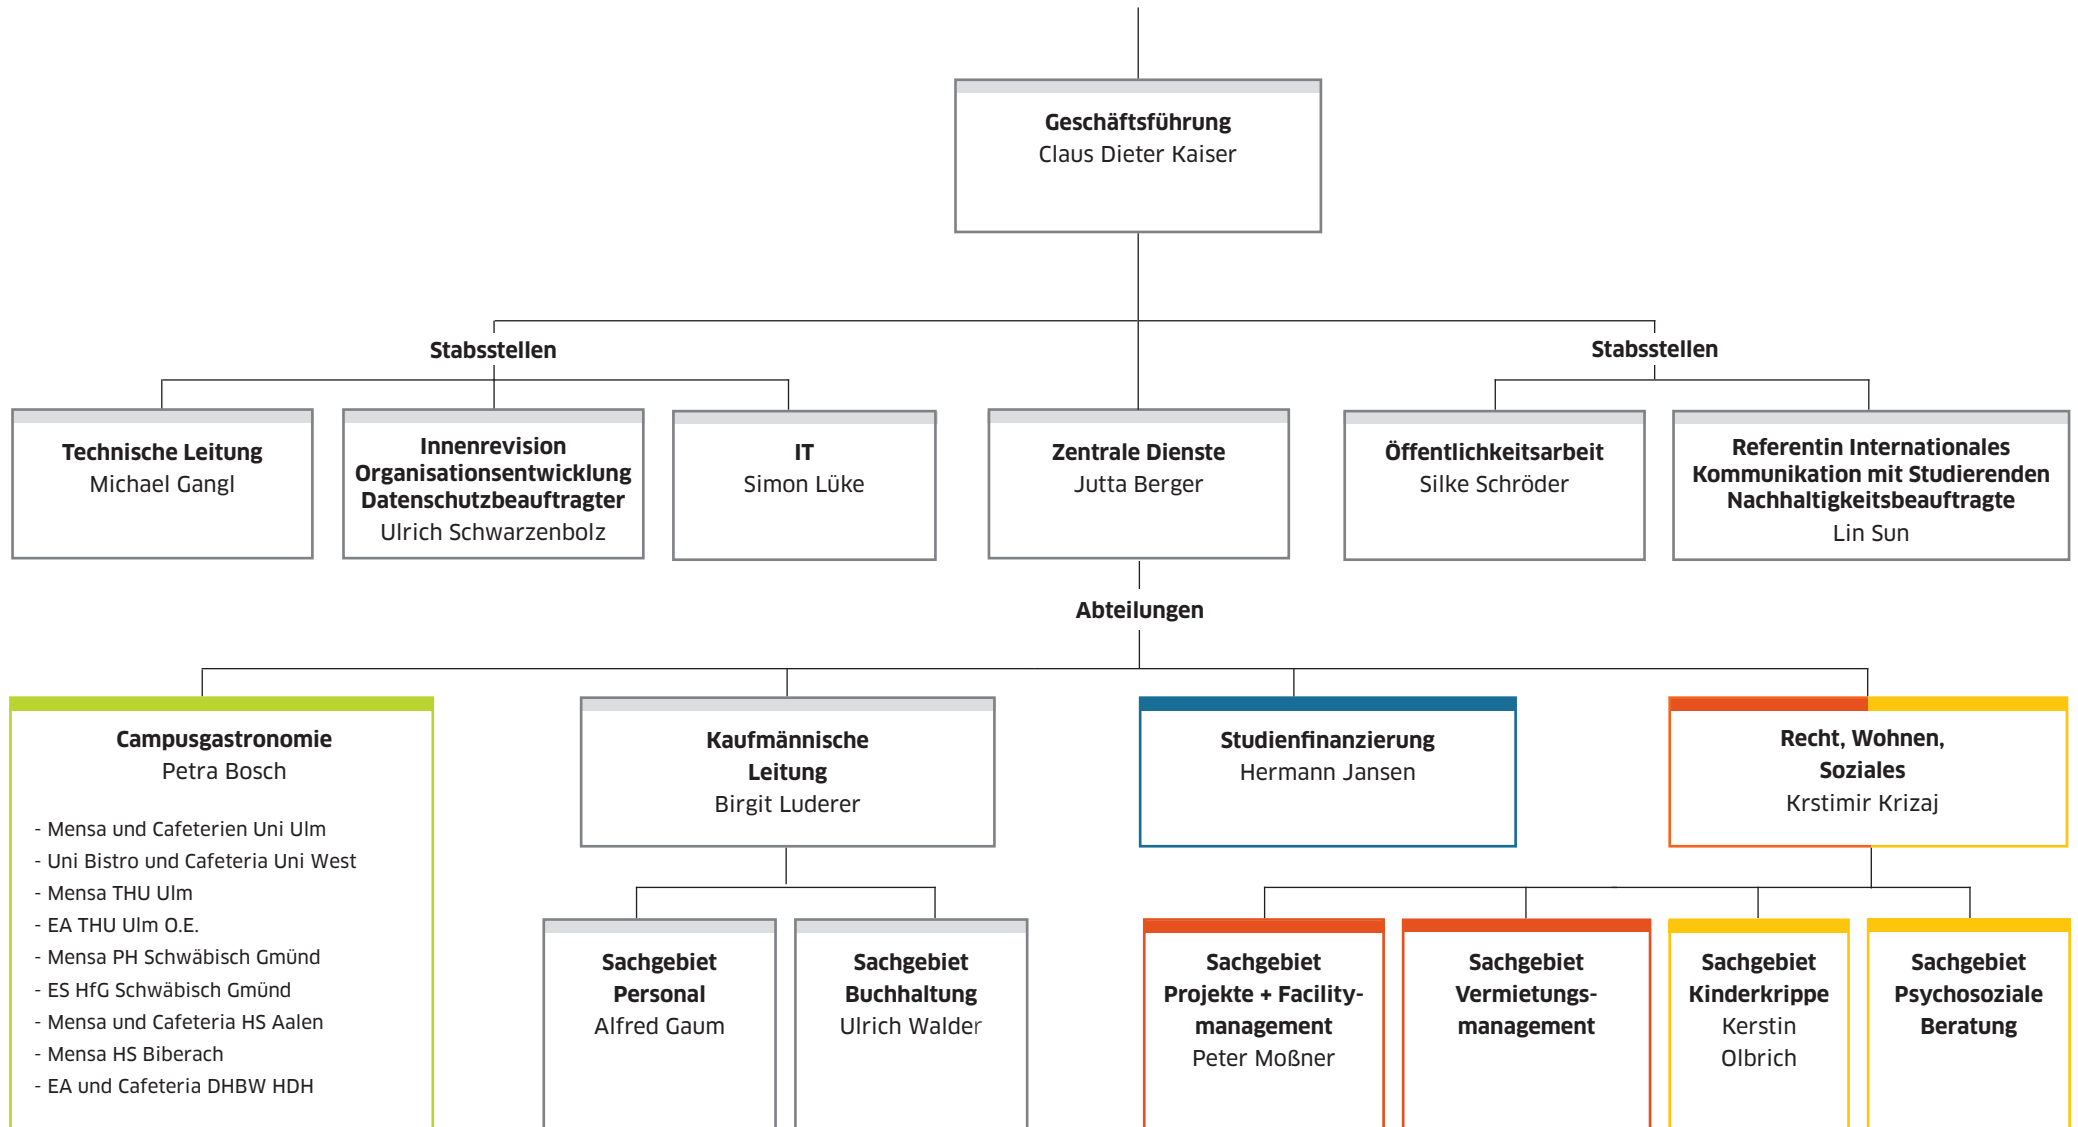 Geschäftsführung
Claus Dieter Kaiser
Stabsstellen
Stabsstellen
Technische Leitung
Michael Gangl
Innenrevision
Organisationsentwicklung
Datenschutzbeauftragter
Ulrich Schwarzenbolz
IT
Simon Lüke
Zentrale Dienste
Jutta Berger
Öffentlichkeitsarbeit
Silke Schröder
Referentin Internationales
Kommunikation mit Studierenden
Nachhaltigkeitsbeauftragte
Lin Sun
Abteilungen
Campusgastronomie
Petra Bosch
- Mensa und Cafeterien Uni Ulm
- Uni Bistro und Cafeteria Uni West
- Mensa THU Ulm
- EA THU Ulm O.E.
- Mensa PH Schwäbisch Gmünd
- ES HfG Schwäbisch Gmünd
- Mensa und Cafeteria HS Aalen
- Mensa HS Biberach
- EA und Cafeteria DHBW HDH
Kaufmännische
Leitung
Birgit Luderer
Studienfinanzierung
Hermann Jansen
Recht, Wohnen,
Soziales
Krstimir Krizaj
Sachgebiet
Personal
Alfred Gaum
Sachgebiet
Buchhaltung
Ulrich Walder
Sachgebiet
Projekte + Facility-
management
Peter Moßner
Sachgebiet
Vermietungs-
management
Sachgebiet
Kinderkrippe
Kerstin
Olbrich
Sachgebiet
Psychosoziale
Beratung